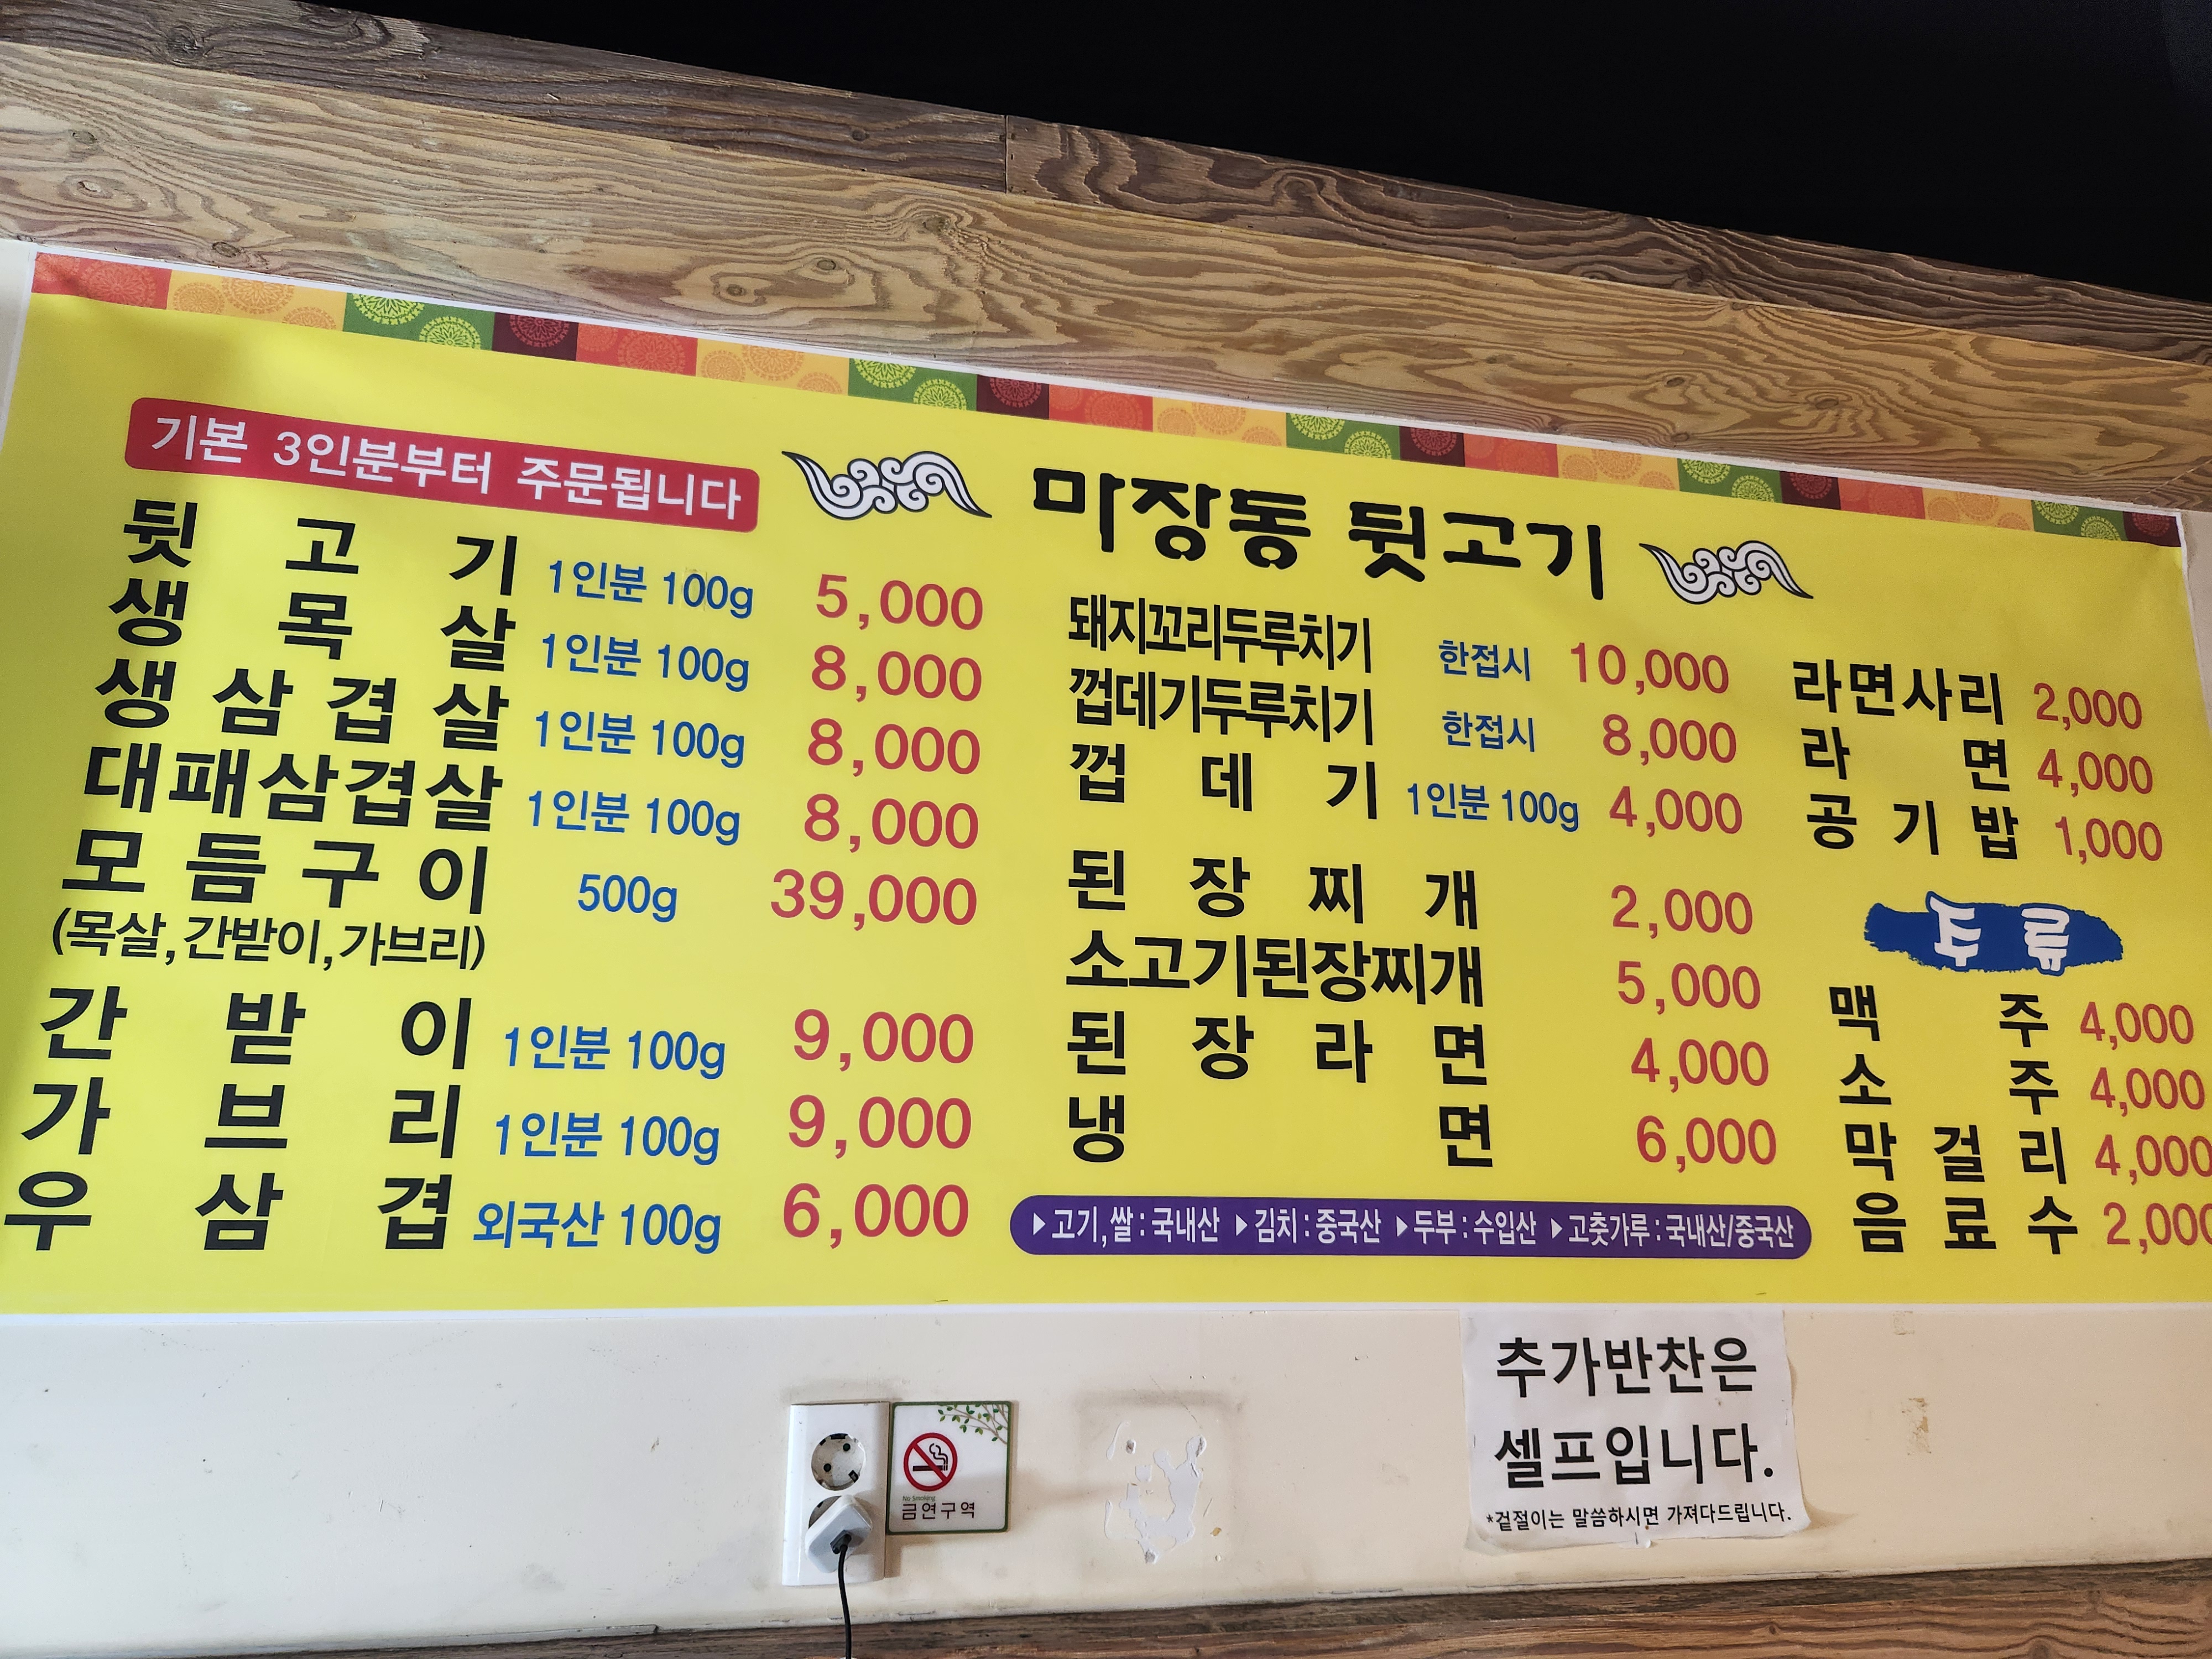 기본 3인분부터 주문됩니다
마장동 뒷고기
뒷고기 1인분 100g 5,000
생목살 1인분 100g 8,000
생삼겹살 1인분 100g 8,000
대패삼겹살 1인분 100g 8,000
모듬구이 500g 39,000
(목살,간받이,가브리)
간받이 1인분 100g 9,000
가브리 1인분 100g 9,000
우삼겹 외국산 100g 6,000
돼지꼬리두루치기 한접시 10,000
껍데기두루치기 한접시 8,000
껍데기 1인분 100g 4,000
된장찌개 2,000
소고기된장찌개 5,000
된장라면 4,000
냉면 6,000
▶고기,쌀:국내산 ▶김치:중국산 ▶두부:수입산 ▶고춧가루:국내산/중국산
라면사리 2,000
라면 4,000
공기밥 1,000
주류
맥주 4,000
소주 4,000
막걸리 4,000
음료수 2,000
No Smoking
금연구역
추가반찬은
셀프입니다.
*겉절이는 말씀하시면 가져다드립니다.